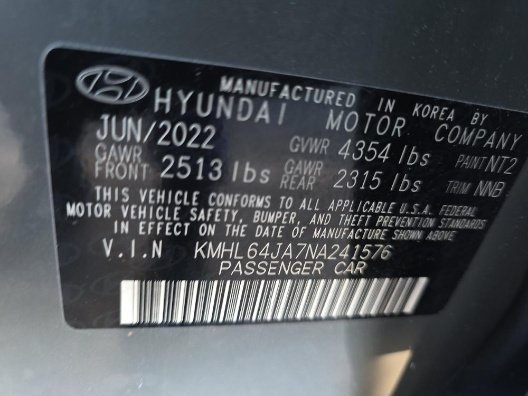 MANUFACTURED IN KOREA BY
HYUNDAI MOTOR COMPANY
JUN/2022 GVWR 4354 lbs PAINT NT2
GAWR FRONT 2513 lbs GAWR REAR 2315 lbs TRIM NNB
THIS VEHICLE CONFORMS TO ALL APPLICABLE U.S.A. FEDERAL
MOTOR VEHICLE SAFETY, BUMPER, AND THEFT PREVENTION STANDARDS
IN EFFECT ON THE DATE OF MANUFACTURE SHOWN ABOVE
V.I.N KMHL64JA7NA241576
PASSENGER CAR